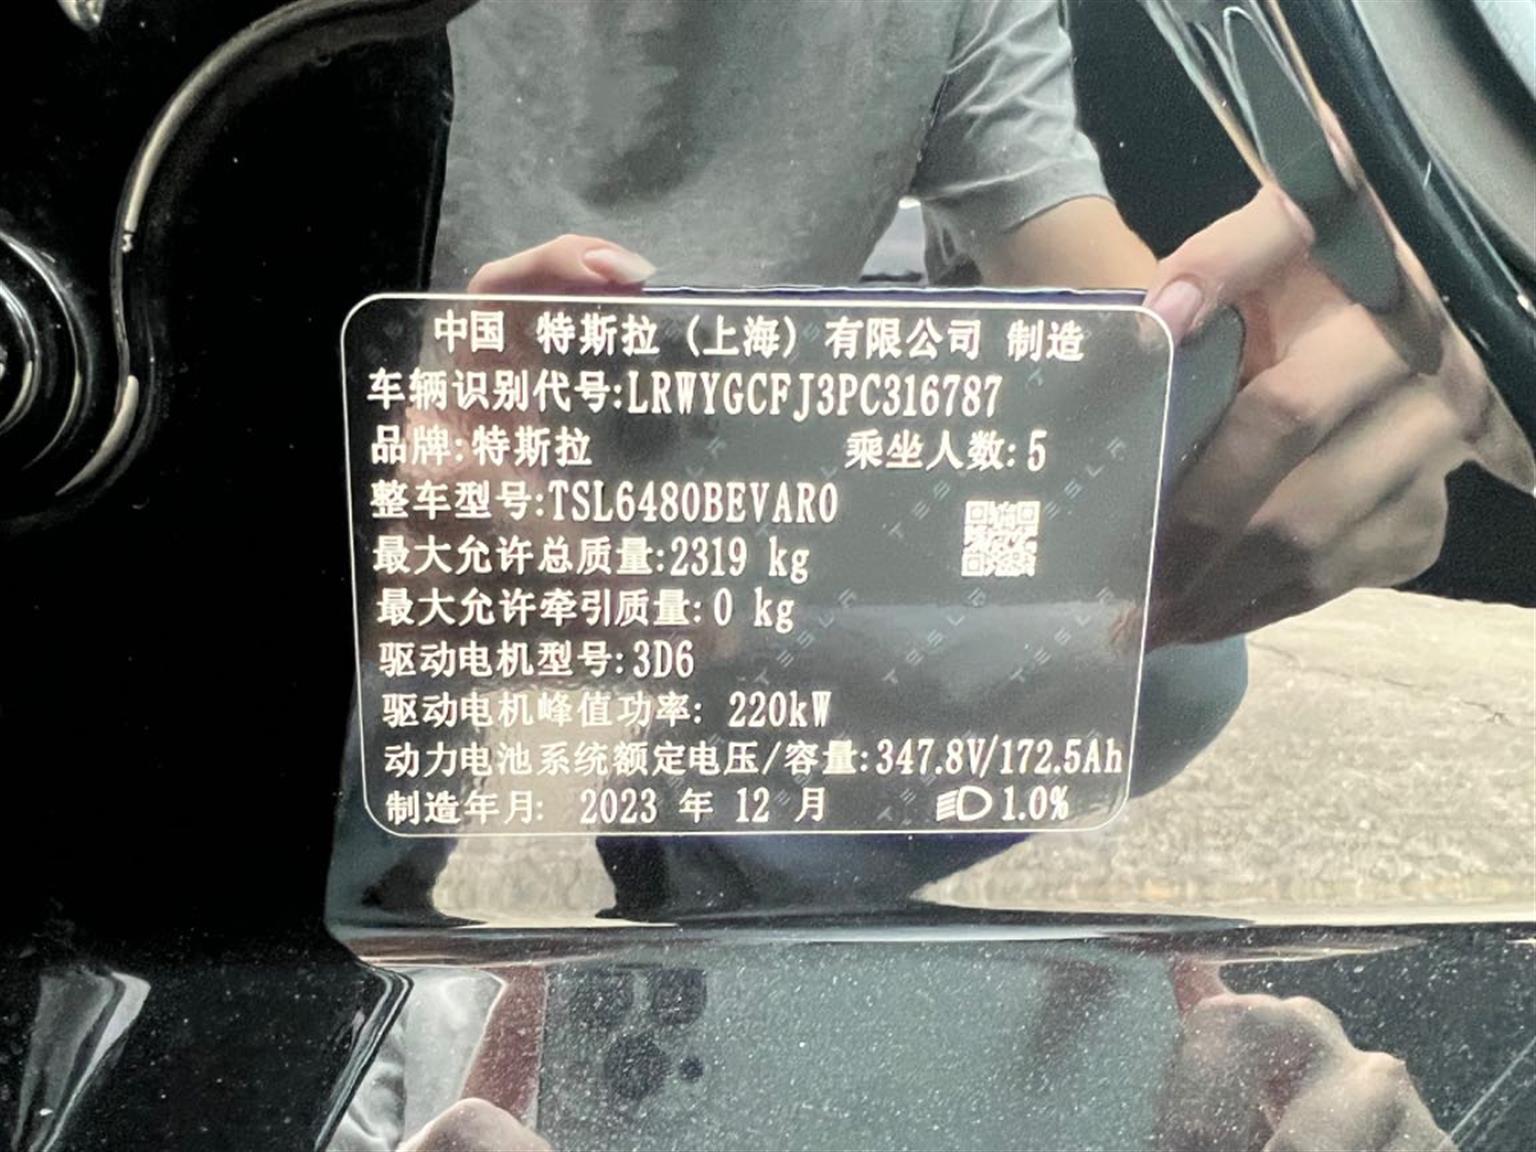 中国 特斯拉（上海）有限公司 制造
车辆识别代号:LRWYGCFJ3PC316787
品牌:特斯拉 乘坐人数:5
整车型号:TSL6480BEVAR0
最大允许总质量:2319 kg
最大允许牵引质量:0 kg
驱动电机型号:3D6
驱动电机峰值功率: 220kW
动力电池系统额定电压/容量:347.8V/172.5Ah
制造年月: 2023 年 12 月 1.0%